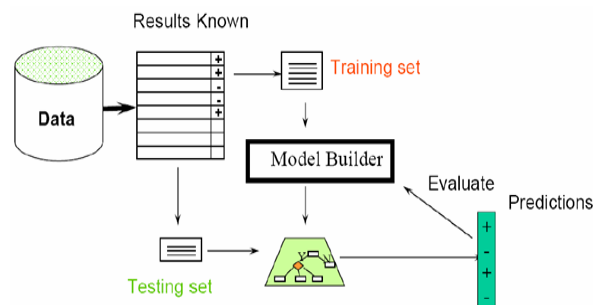 Results Known
Data
+
+
-
-
+
Training set
Model Builder
Evaluate
Predictions
+
-
+
-
Y N
Testing set